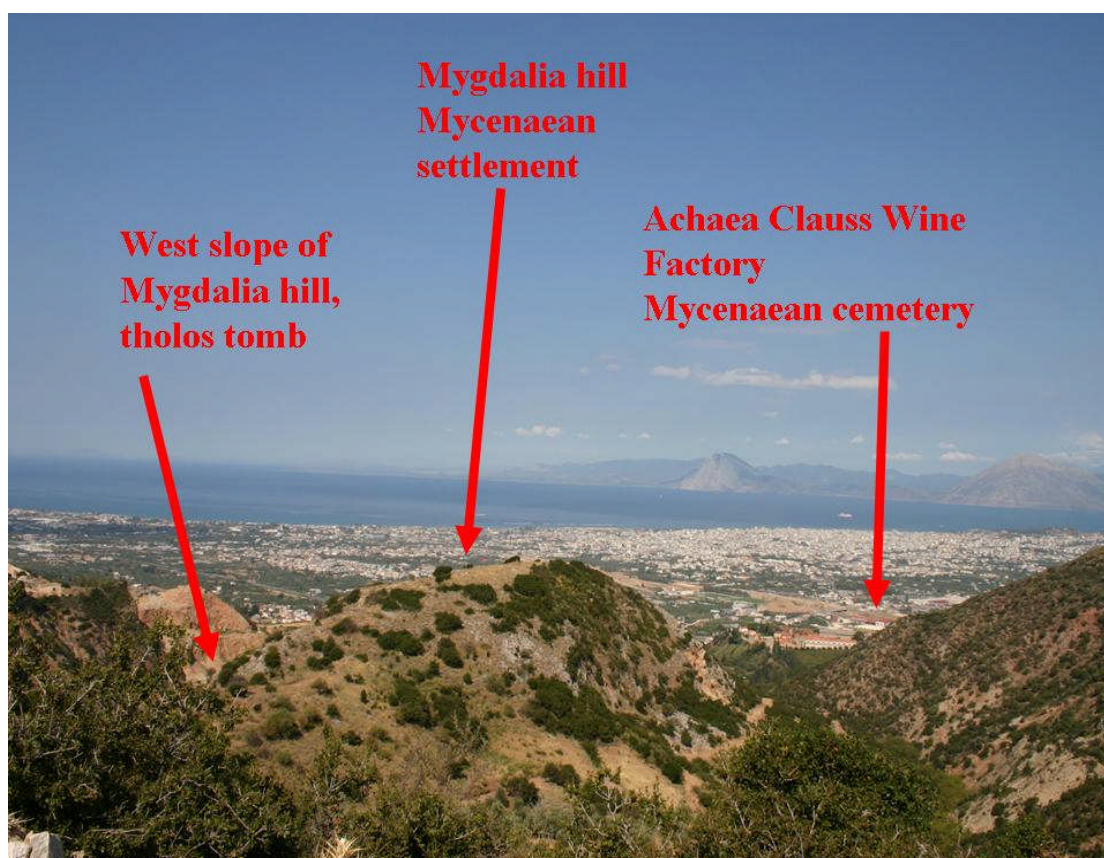 Mygdalia hill
Mycenaean
settlement
West slope of
Mygdalia hill,
tholos tomb
Achaea Clauss Wine
Factory
Mycenaean cemetery